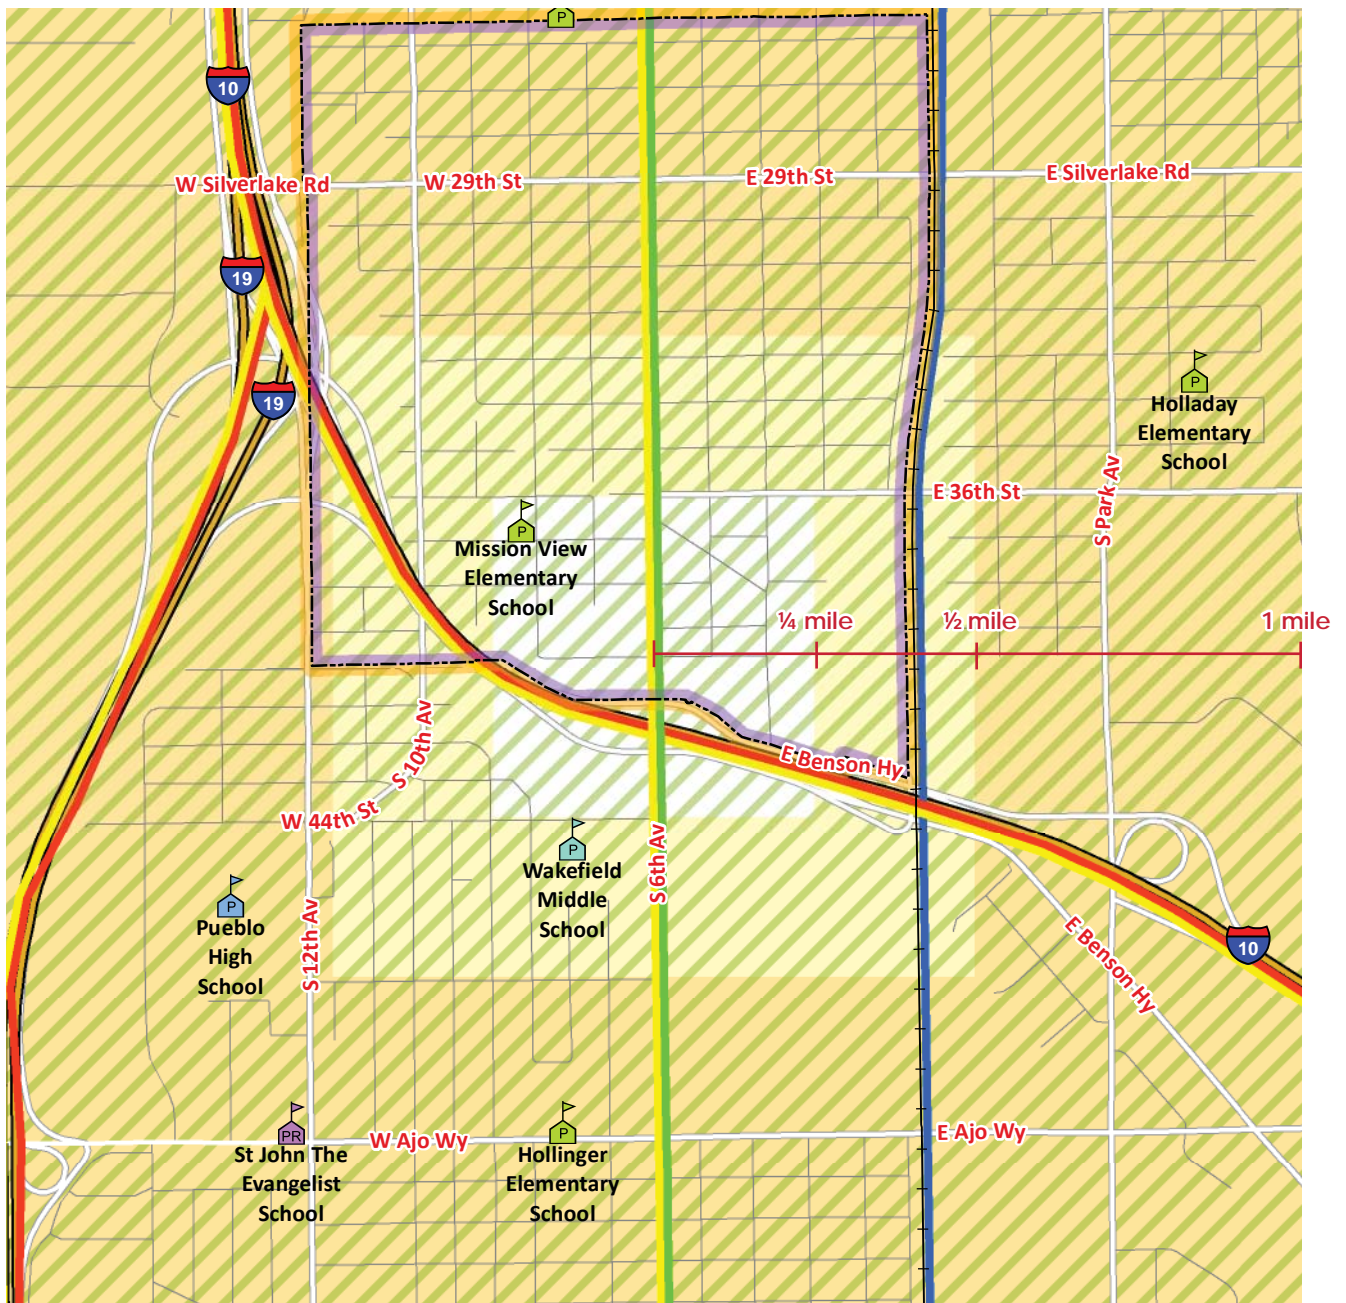 P
10
W Silverlake Rd
W 29th St
E 29th St
E Silverlake Rd
19
19
P
Holladay
Elementary
School
S Park Av
E 36th St
P
Mission View
Elementary
School
¼ mile
½ mile
1 mile
S 10th Av
E Benson Hy
W 44th St
P
Wakefield
Middle
School
S 6th Av
P
Pueblo
High
School
S 12th Av
10
E Benson Hy
PR
St John The
Evangelist
School
W Ajo Wy
P
Hollinger
Elementary
School
E Ajo Wy